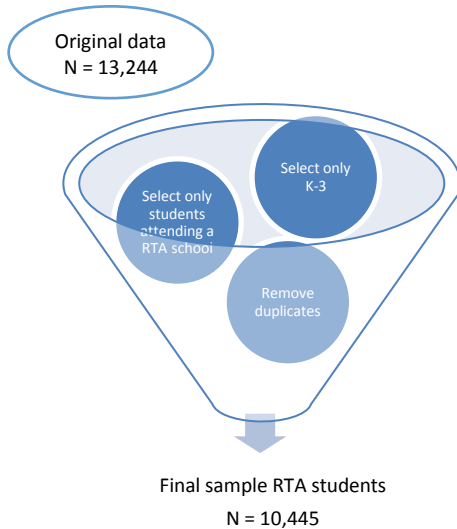 Original data
N = 13,244
Select only
K-3
Select only
students
attending a
RTA school
Remove
duplicates
Final sample RTA students
N = 10,445